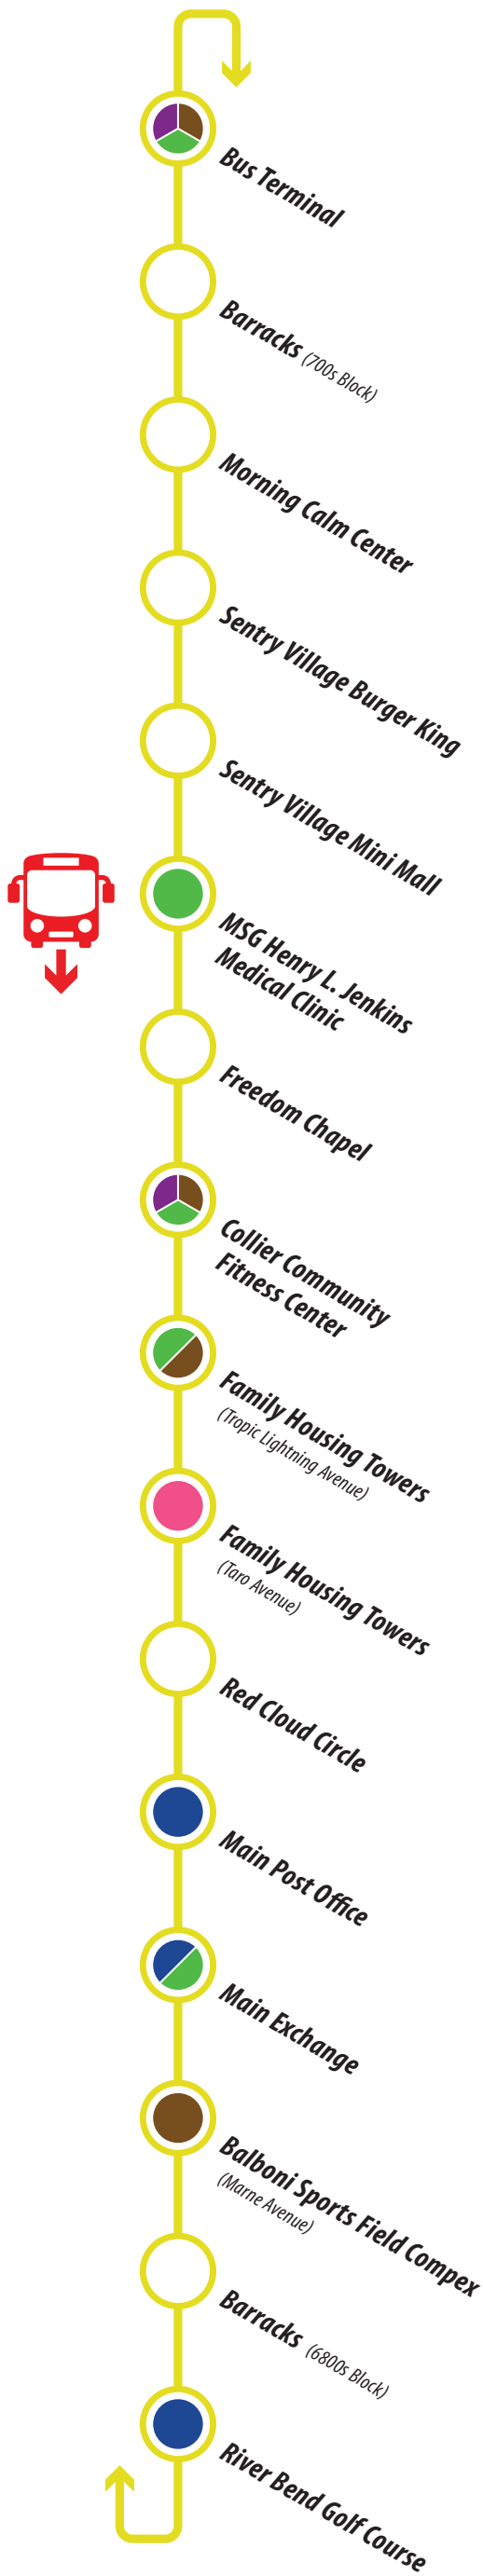 Bus Terminal
Barracks (700s Block)
Morning Calm Center
Sentry Village Burger King
Sentry Village Mini Mall
MSG Henry L. Jenkins
Medical Clinic
Freedom Chapel
Collier Community
Fitness Center
Family Housing Towers
(Tropic Lightning Avenue)
Family Housing Towers
(Taro Avenue)
Red Cloud Circle
Main Post Office
Main Exchange
Balboni Sports Field Compex
(Marne Avenue)
Barracks (6800s Block)
River Bend Golf Course